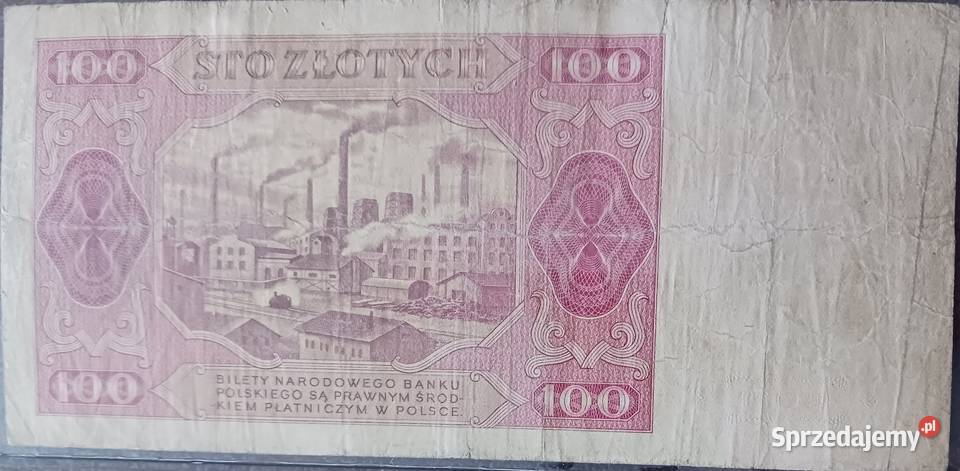 100 STO ZŁOTYCH 100
BILETY NARODOWEGO BANKU
POLSKIEGO SĄ PRAWNYM ŚROD-
KIEM PŁATNICZYM W POLSCE.
100 100
Sprzedajemy.pl